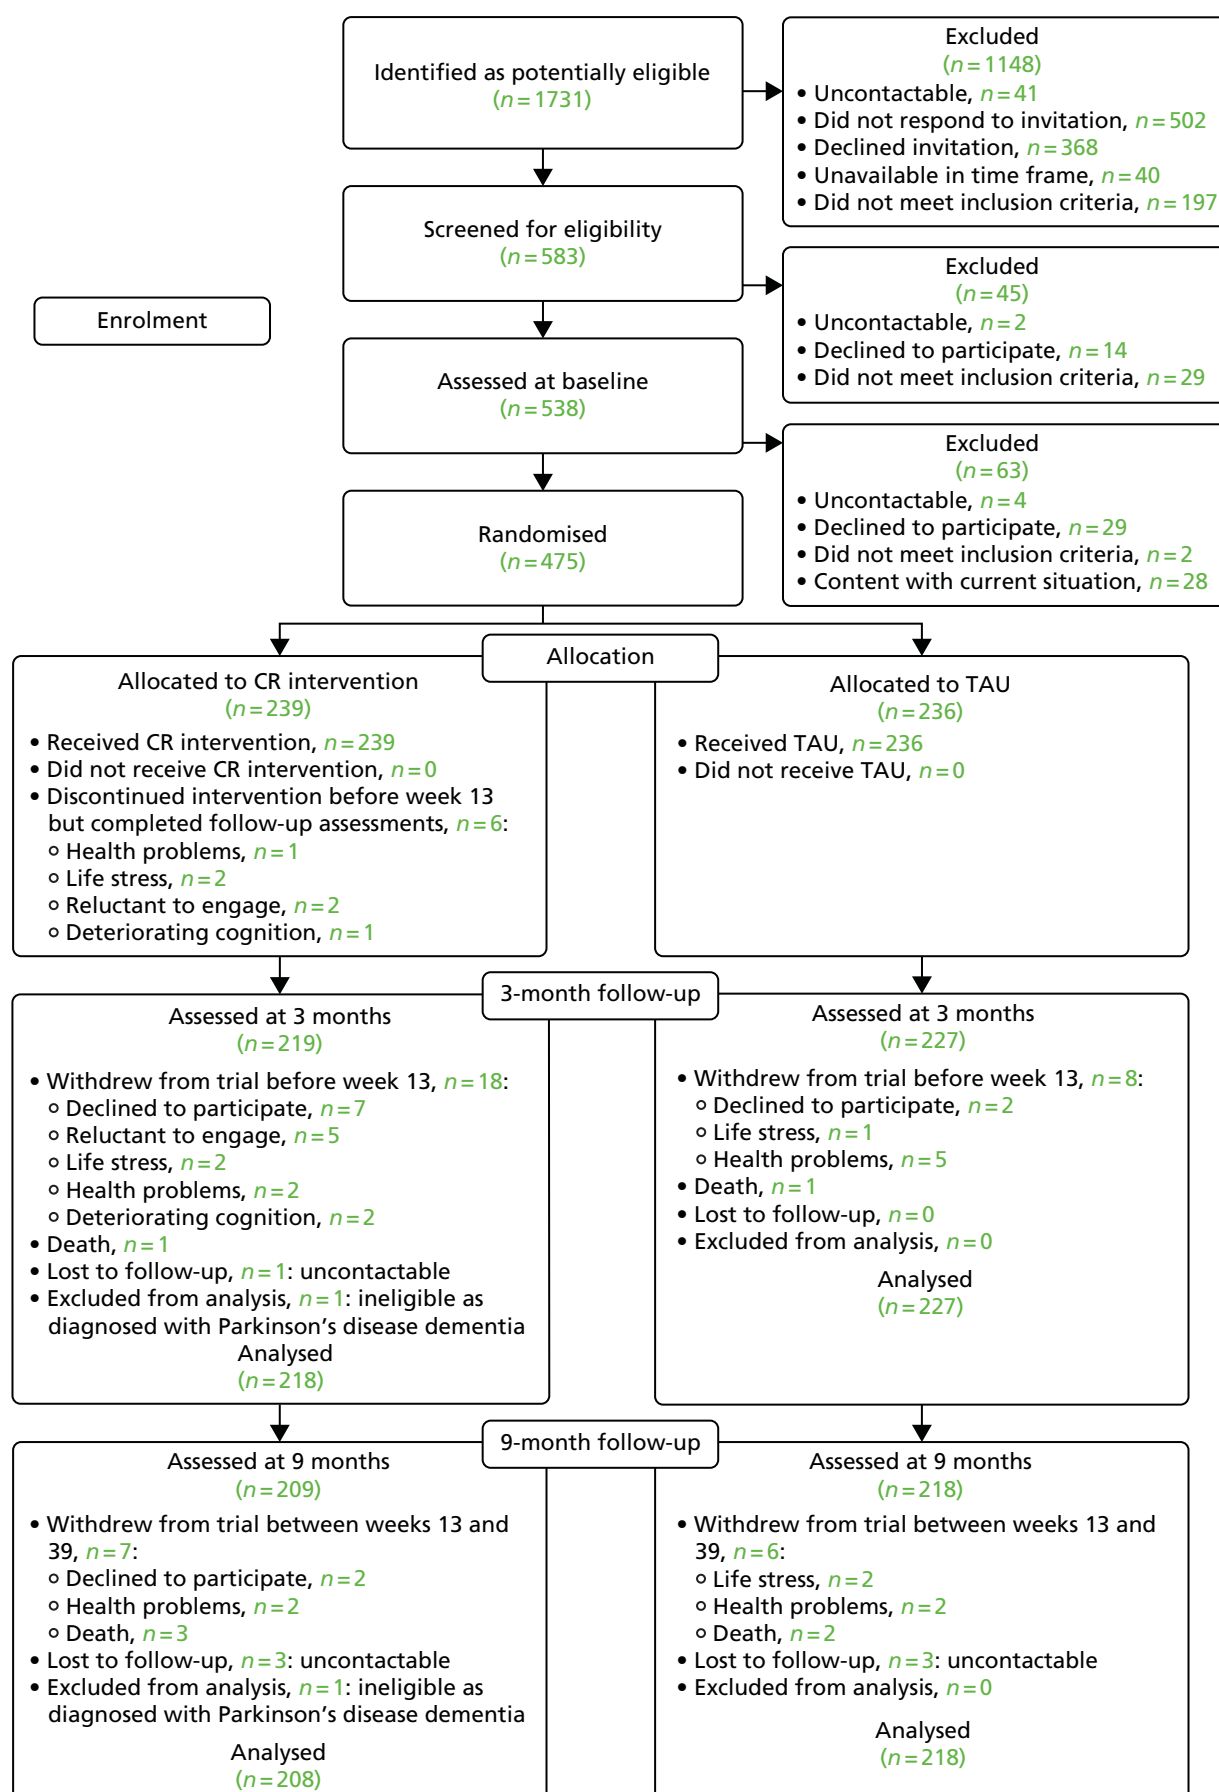 Identified as potentially eligible
(n=1731)
Excluded
(n=1148)
• Uncontactable, n=41
• Did not respond to invitation, n=502
• Declined invitation, n=368
• Unavailable in time frame, n=40
• Did not meet inclusion criteria, n=197
Screened for eligibility
(n=583)
Excluded
(n=45)
• Uncontactable, n=2
• Declined to participate, n=14
• Did not meet inclusion criteria, n=29
Enrolment
Assessed at baseline
(n=538)
Excluded
(n=63)
• Uncontactable, n=4
• Declined to participate, n=29
• Did not meet inclusion criteria, n=2
• Content with current situation, n=28
Randomised
(n=475)
Allocation
Allocated to CR intervention
(n=239)
• Received CR intervention, n=239
• Did not receive CR intervention, n=0
• Discontinued intervention before week 13
but completed follow-up assessments, n=6:
○ Health problems, n=1
○ Life stress, n=2
○ Reluctant to engage, n=2
○ Deteriorating cognition, n=1
Allocated to TAU
(n=236)
• Received TAU, n=236
• Did not receive TAU, n=0
3-month follow-up
Assessed at 3 months
(n=219)
• Withdrew from trial before week 13, n=18:
○ Declined to participate, n=7
○ Reluctant to engage, n=5
○ Life stress, n=2
○ Health problems, n=2
○ Deteriorating cognition, n=2
• Death, n=1
• Lost to follow-up, n=1: uncontactable
• Excluded from analysis, n=1: ineligible as
diagnosed with Parkinson's disease dementia
Analysed
(n=218)
Assessed at 3 months
(n=227)
• Withdrew from trial before week 13, n=8:
○ Declined to participate, n=2
○ Life stress, n=1
○ Health problems, n=5
• Death, n=1
• Lost to follow-up, n=0
• Excluded from analysis, n=0
Analysed
(n=227)
9-month follow-up
Assessed at 9 months
(n=209)
• Withdrew from trial between weeks 13 and
39, n=7:
○ Declined to participate, n=2
○ Health problems, n=2
○ Death, n=3
• Lost to follow-up, n=3: uncontactable
• Excluded from analysis, n=1: ineligible as
diagnosed with Parkinson's disease dementia
Analysed
(n=208)
Assessed at 9 months
(n=218)
• Withdrew from trial between weeks 13 and
39, n=6:
○ Life stress, n=2
○ Health problems, n=2
○ Death, n=2
• Lost to follow-up, n=3: uncontactable
• Excluded from analysis, n=0
Analysed
(n=218)